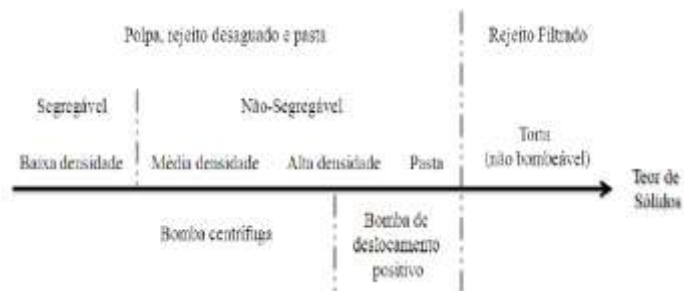 Polpa, rejeito desaguado e pasta
Rejeito Filtrado
Segregável
Não-Segregável
Baixa densidade
Média densidade
Alta densidade
Pasta
Torta
(não bombeável)
Teor de
Sólidos
Bomba centrífuga
Bomba de
deslocamento
positivo